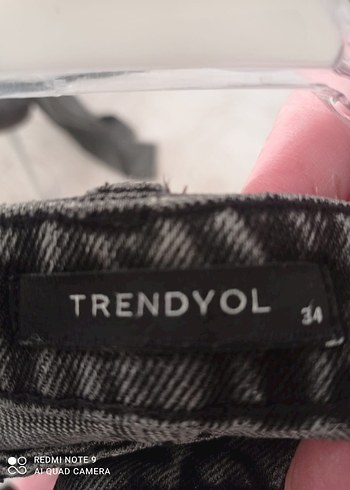 TRENDYOL
34
REDMI NOTE 9
AI QUAD CAMERA